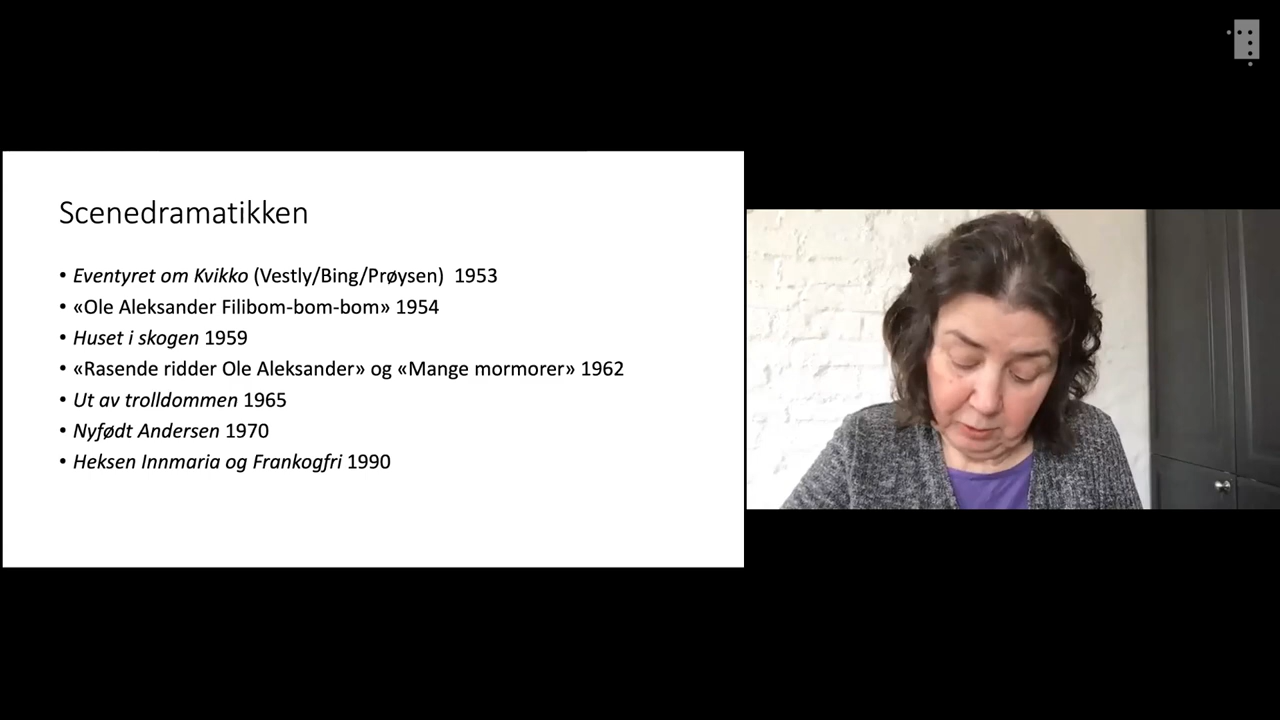 Scenedramatikken
• Eventyret om Kvikko (Vestly/Bing/Prøysen)  1953
• «Ole Aleksander Filibom-bom-bom» 1954
• Huset i skogen 1959
• «Rasende ridder Ole Aleksander» og «Mange mormorer» 1962
• Ut av trolldommen 1965
• Nyfødt Andersen 1970
• Heksen Innmaria og Frankogfri 1990